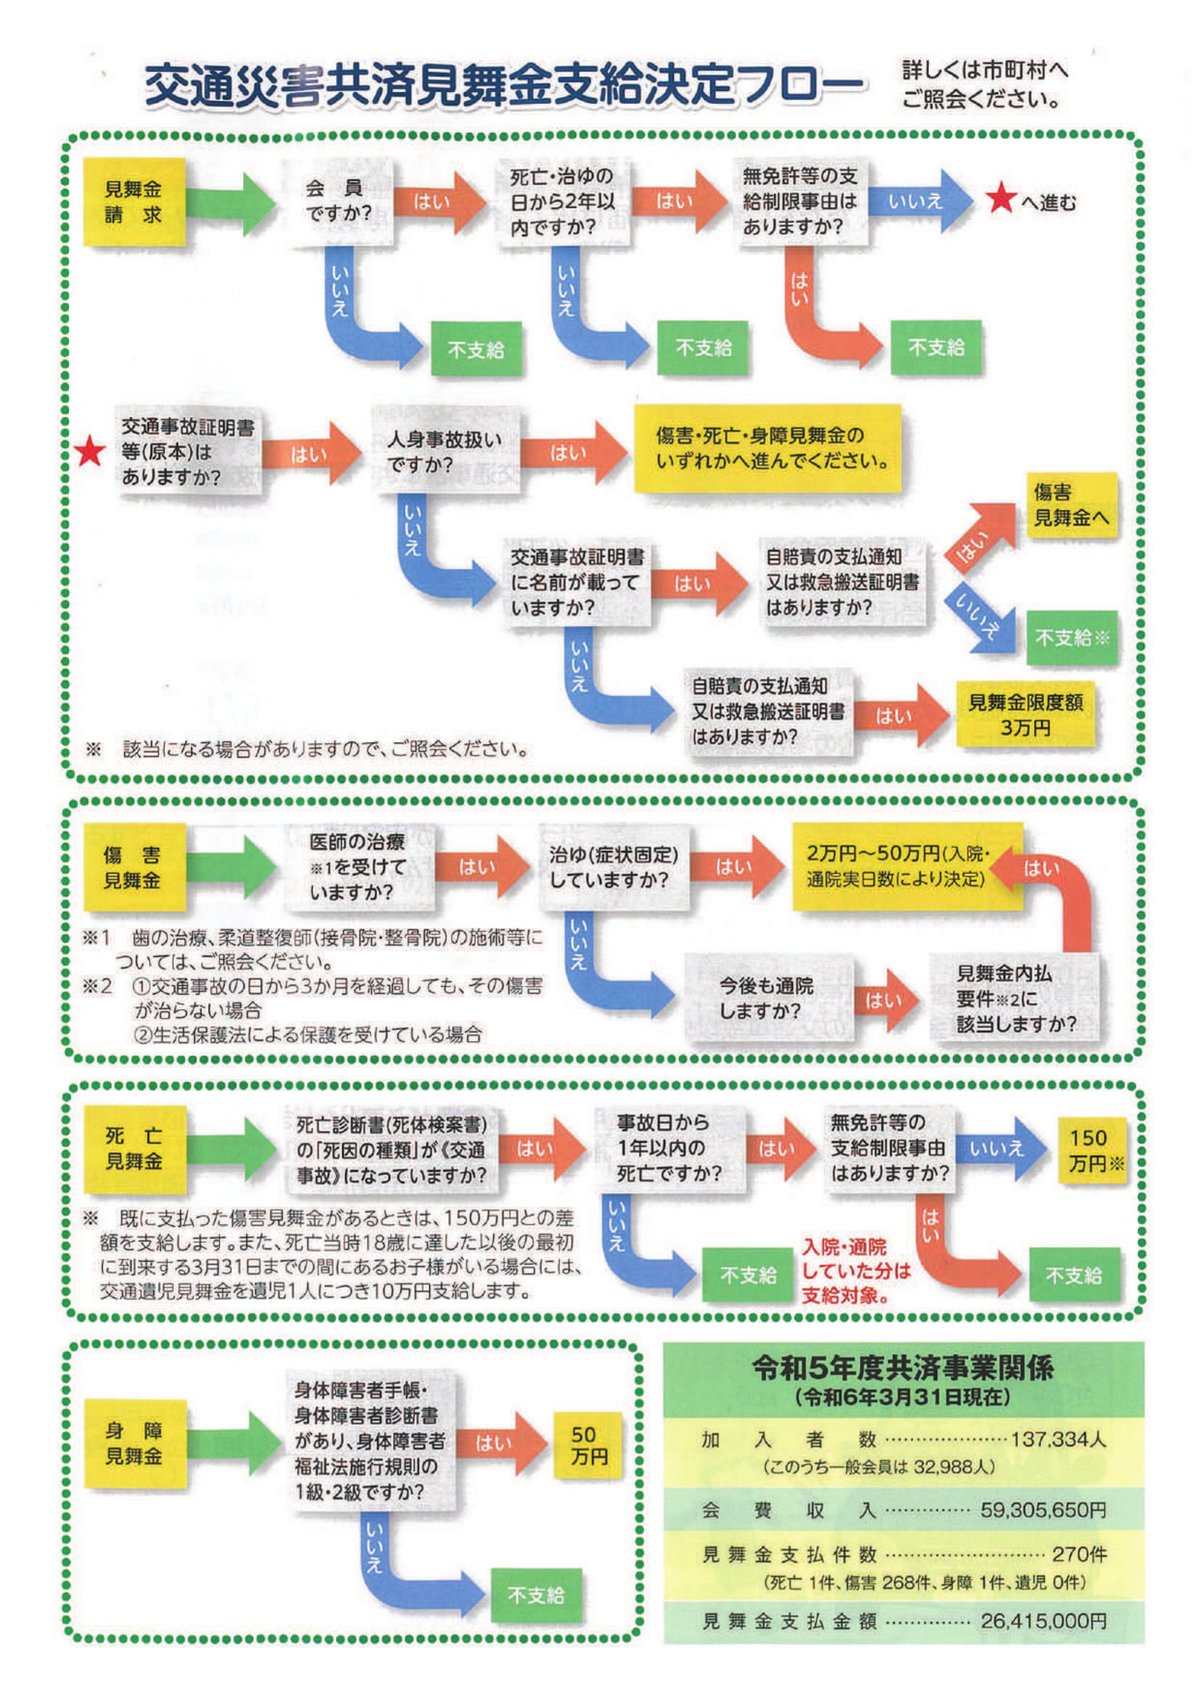 交通災害共済見舞金支給決定フロー
詳しくは市町村へ
ご照会ください。
見舞金
請 求
会 員
ですか?
はい
死亡・治ゆの
日から2年以
内ですか?
はい
無免許等の支
給制限事由は
ありますか?
いいえ
★へ進む
いいえ
不支給
いいえ
不支給
はい
不支給
★
交通事故証明書
等(原本)は
ありますか?
はい
人身事故扱い
ですか?
はい
傷害・死亡・身障見舞金の
いずれかへ進んでください。
いいえ
交通事故証明書
に名前が載って
いますか?
はい
自賠責の支払通知
又は救急搬送証明書
はありますか?
はい
傷害
見舞金へ
いいえ
不支給※
いいえ
自賠責の支払通知
又は救急搬送証明書
はありますか?
はい
見舞金限度額
3万円
※ 該当になる場合がありますので、ご照会ください。
傷 害
見舞金
医師の治療
※1を受けて
いますか?
はい
治ゆ(症状固定)
していますか?
はい
2万円～50万円(入院・
通院実日数により決定)
はい
いいえ
今後も通院
しますか?
はい
見舞金内払
要件※2に
該当しますか?
※1 歯の治療、柔道整復師(接骨院・整骨院)の施術等に
ついては、ご照会ください。
※2 ①交通事故の日から3か月を経過しても、その傷害
が治らない場合
②生活保護法による保護を受けている場合
死 亡
見舞金
死亡診断書(死体検案書)
の「死因の種類」が《交通
事故》になっていますか?
はい
事故日から
1年以内の
死亡ですか?
はい
無免許等の
支給制限事由
はありますか?
いいえ
150
万円※
いいえ
不支給
入院・通院
していた分は
支給対象。
はい
不支給
※ 既に支払った傷害見舞金があるときは、150万円との差
額を支給します。また、死亡当時18歳に達した以後の最初
に到来する3月31日までの間にあるお子様がいる場合には、
交通遺児見舞金を遺児1人につき10万円支給します。
身 障
見舞金
身体障害者手帳・
身体障害者診断書
があり、身体障害者
福祉法施行規則の
1級・2級ですか?
はい
50
万円
いいえ
不支給
令和5年度共済事業関係
(令和6年3月31日現在)
加入者数 ………………… 137,334人
(このうち一般会員は 32,988人)
会費収入 …………… 59,305,650円
見舞金支払件数 ……………………… 270件
(死亡 1件、傷害 268件、身障 1件、遺児 0件)
見舞金支払金額 …………… 26,415,000円